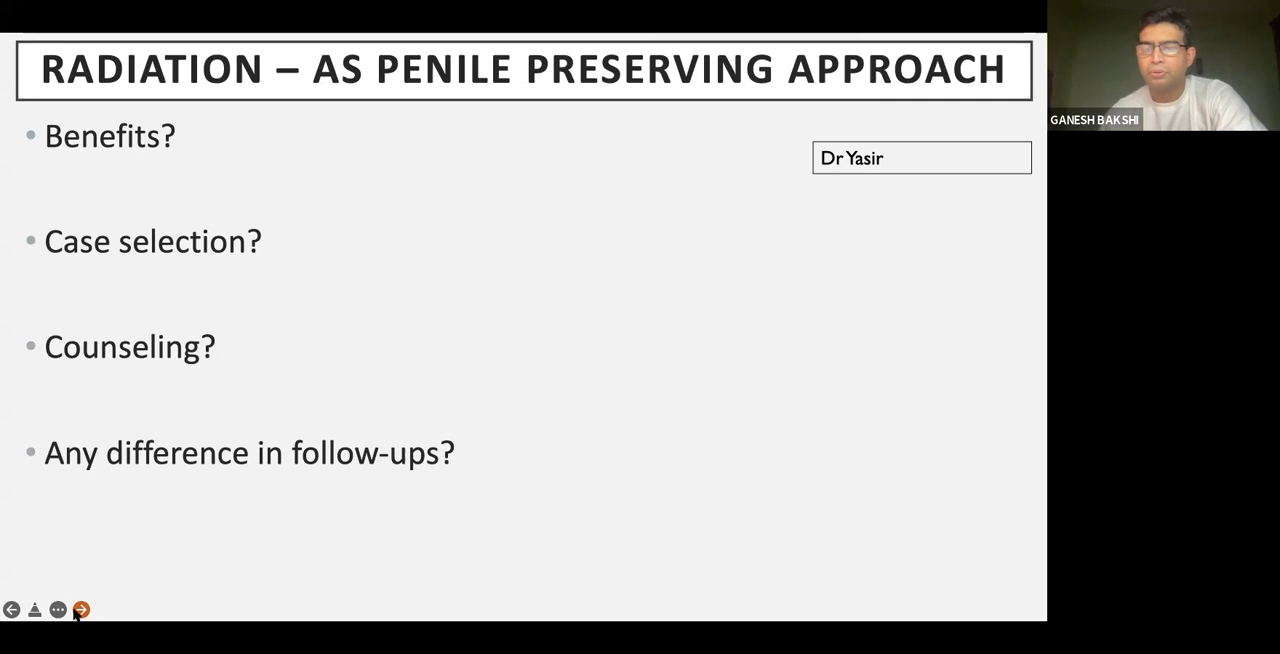 RADIATION – AS PENILE PRESERVING APPROACH
• Benefits?
Dr Yasir
• Case selection?
• Counseling?
• Any difference in follow-ups?
GANESH BAKSHI